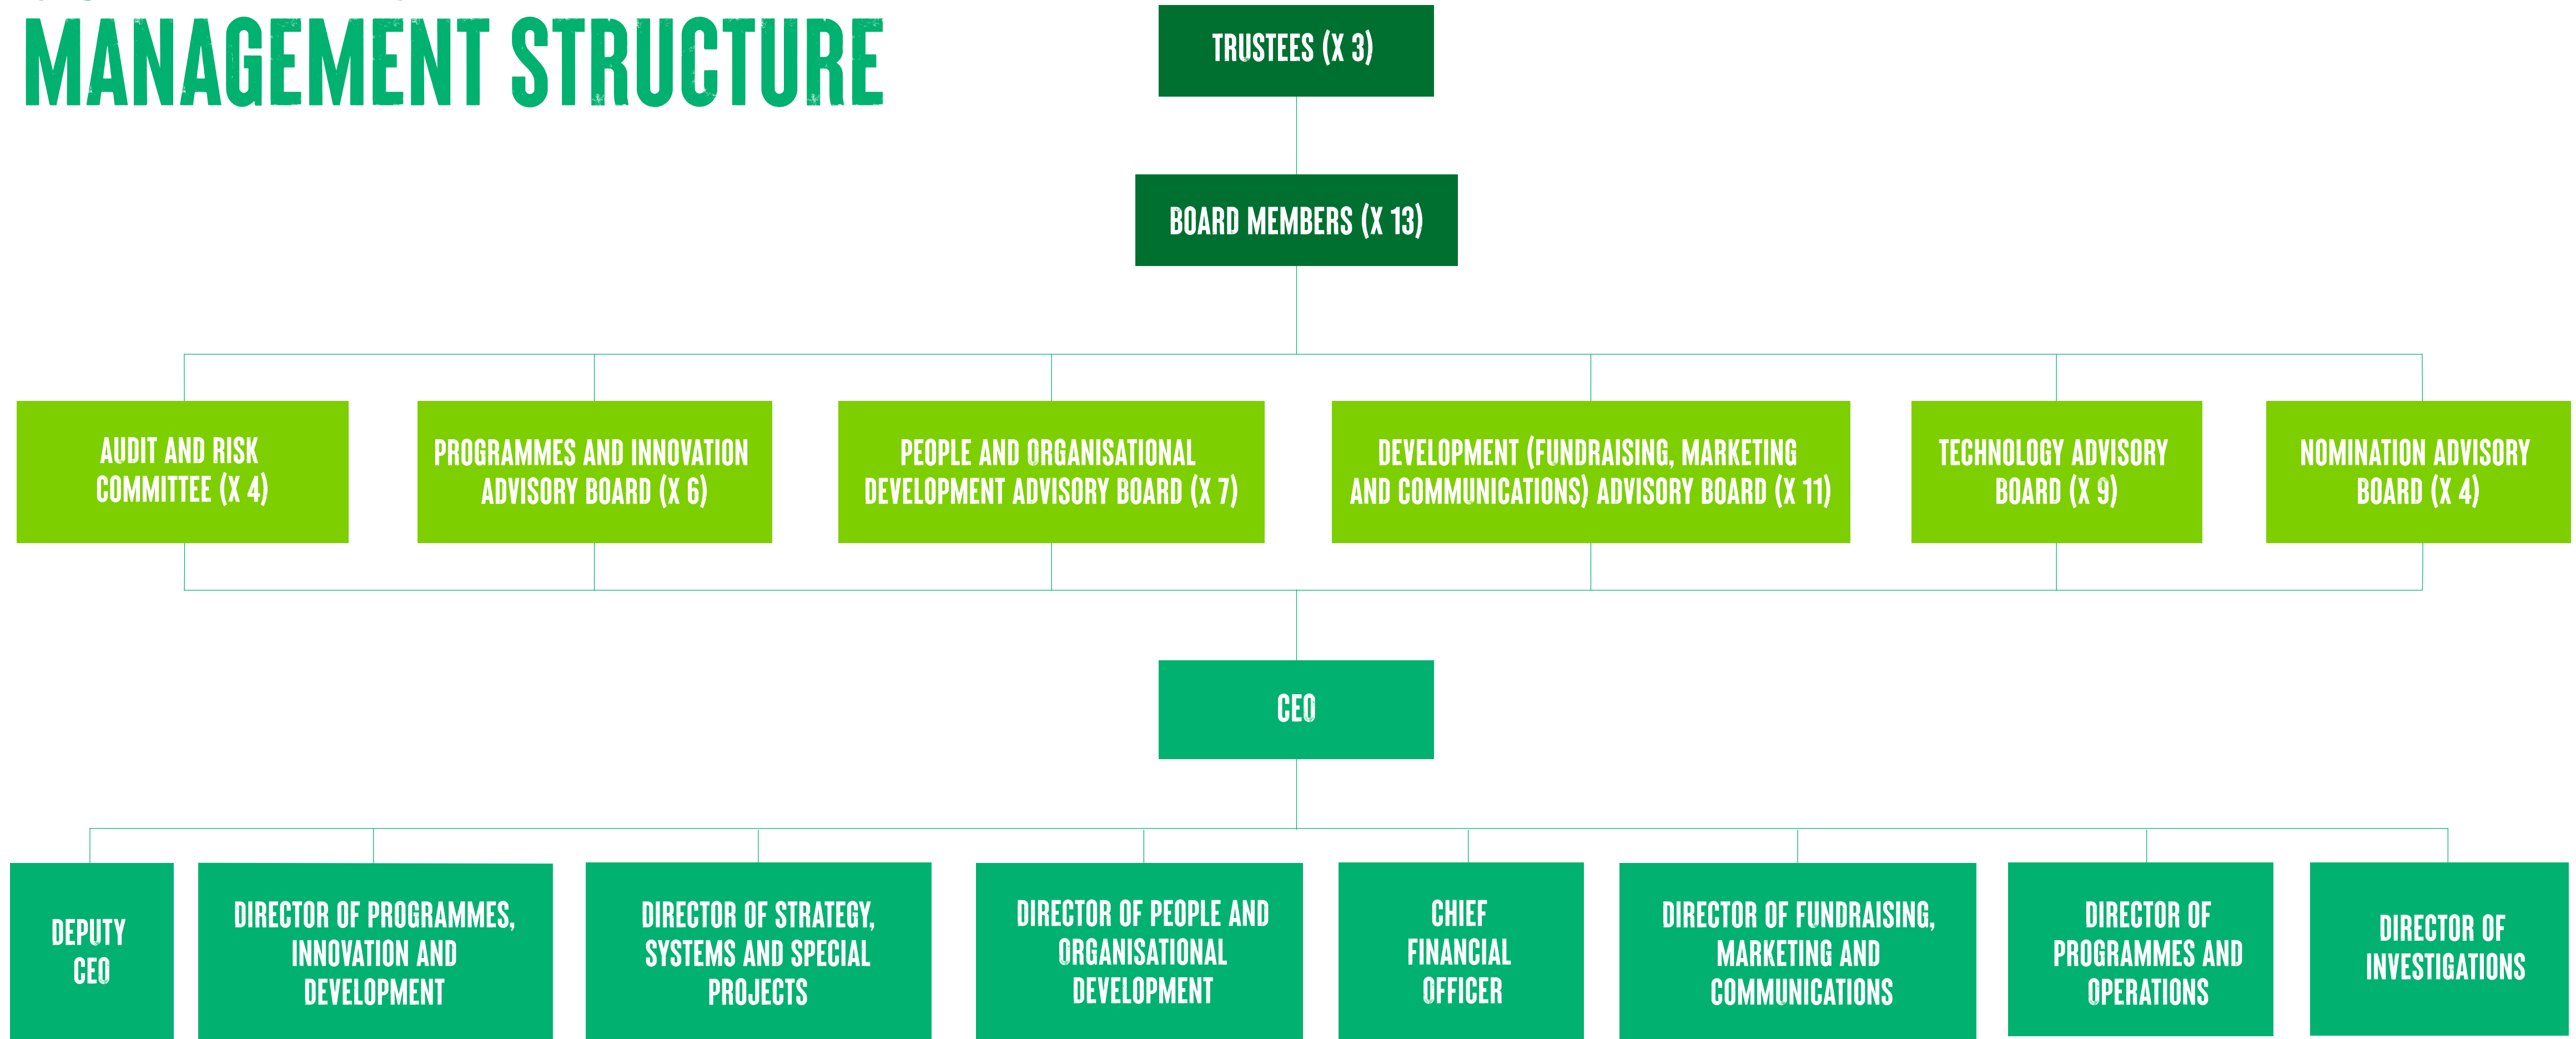 MANAGEMENT STRUCTURE
TRUSTEES (X 3)
BOARD MEMBERS (X 13)
AUDIT AND RISK
COMMITTEE (X 4)
PROGRAMMES AND INNOVATION
ADVISORY BOARD (X 6)
PEOPLE AND ORGANISATIONAL
DEVELOPMENT ADVISORY BOARD (X 7)
DEVELOPMENT (FUNDRAISING, MARKETING
AND COMMUNICATIONS) ADVISORY BOARD (X 11)
TECHNOLOGY ADVISORY
BOARD (X 9)
NOMINATION ADVISORY
BOARD (X 4)
CEO
DEPUTY
CEO
DIRECTOR OF PROGRAMMES,
INNOVATION AND
DEVELOPMENT
DIRECTOR OF STRATEGY,
SYSTEMS AND SPECIAL
PROJECTS
DIRECTOR OF PEOPLE AND
ORGANISATIONAL
DEVELOPMENT
CHIEF
FINANCIAL
OFFICER
DIRECTOR OF FUNDRAISING,
MARKETING AND
COMMUNICATIONS
DIRECTOR OF
PROGRAMMES AND
OPERATIONS
DIRECTOR OF
INVESTIGATIONS